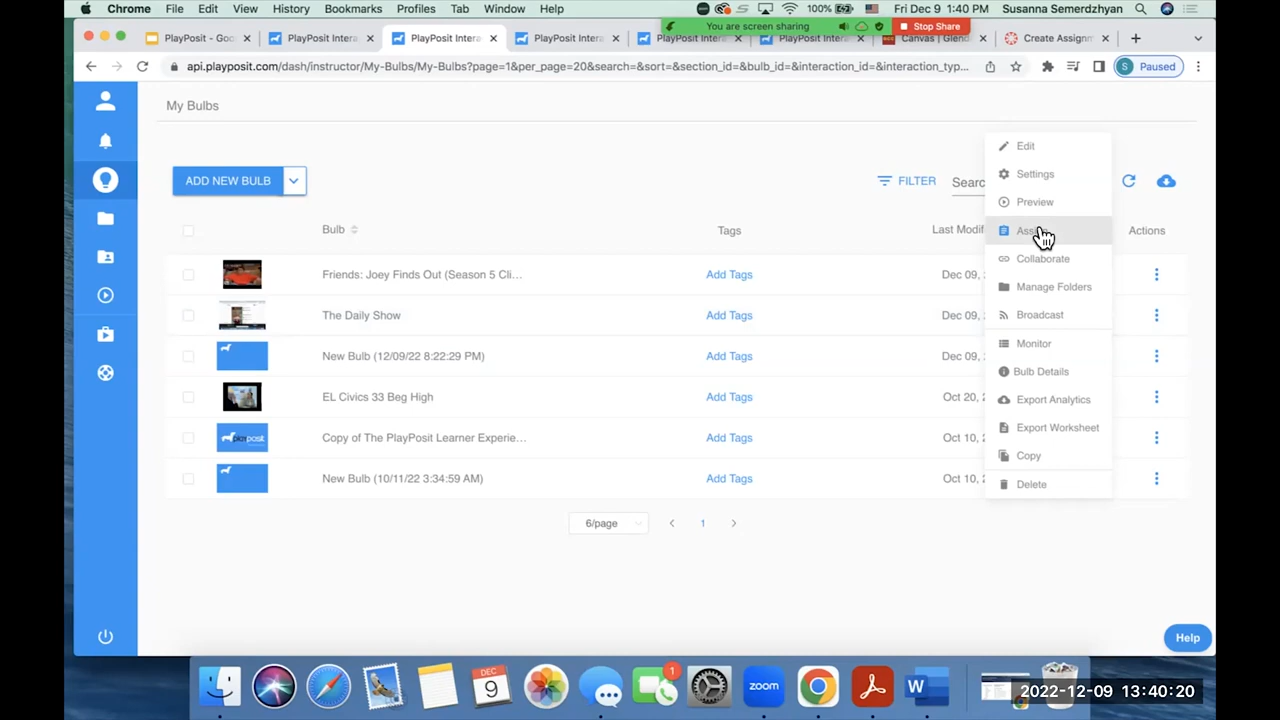 Chrome File Edit View History Bookmarks Profiles Tab Window Help 100% Fri Dec 9 1:40 PM Susanna Semerdzhyan
You are screen sharing Stop Share
PlayPosit - Goo PlayPosit Intera PlayPosit Intera PlayPosit Intera PlayPosit Inter PlayPosit Inter Canvas | Glend Create Assignm
api.playposit.com/dash/instructor/My-Bulbs/My-Bulbs?page=1&per_page=20&search=&sort=&section_id=&bulb_id=&interaction_id=&interaction_typ... S Paused
My Bulbs
ADD NEW BULB FILTER Searc
Bulb Tags Last Modif Actions
Friends: Joey Finds Out (Season 5 Cli... Add Tags Dec 09,
The Daily Show Add Tags Dec 09,
New Bulb (12/09/22 8:22:29 PM) Add Tags Dec 09,
EL Civics 33 Beg High Add Tags Oct 20, 2
playposit Copy of The PlayPosit Learner Experie... Add Tags Oct 10, 2
New Bulb (10/11/22 3:34:59 AM) Add Tags Oct 10, 2
Edit
Settings
Preview
Collaborate
Manage Folders
Broadcast
Monitor
Bulb Details
Export Analytics
Export Worksheet
Copy
Delete
6/page 1
Help
DEC
9
1
zoom
W
2022-12-09 13:40:20